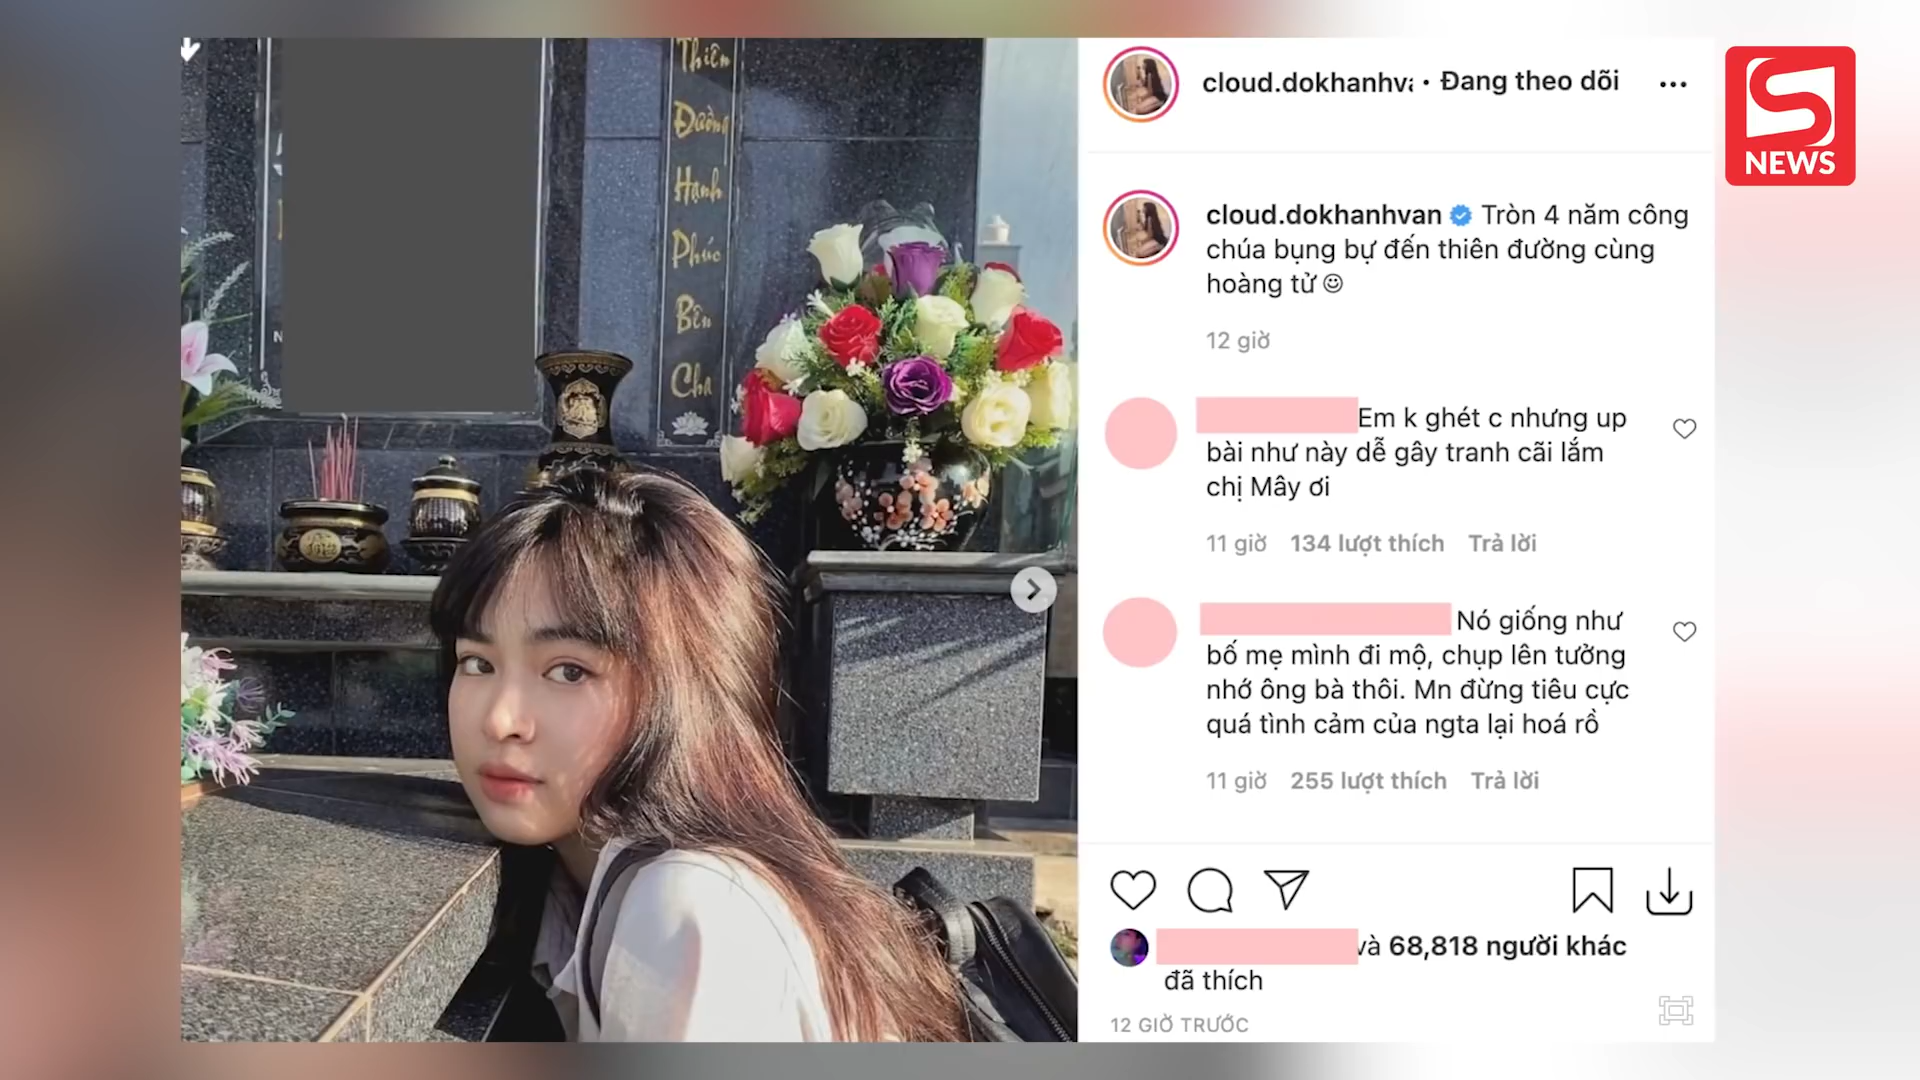 Thiên
Đường
Hạnh
Phúc
Bên
Cha
cloud.dokhanhva • Đang theo dõi
S
NEWS
cloud.dokhanhvan Tròn 4 năm công
chúa bụng bự đến thiên đường cùng
hoàng tử ☺
12 giờ
Em k ghét c nhưng up
bài như này dễ gây tranh cãi lắm
chị Mây ơi
11 giờ 134 lượt thích Trả lời
Nó giống như
bố mẹ mình đi mộ, chụp lên tưởng
nhớ ông bà thôi. Mn đừng tiêu cực
quá tình cảm của ngta lại hoá rồ
11 giờ 255 lượt thích Trả lời
và 68,818 người khác
đã thích
12 GIỜ TRƯỚC